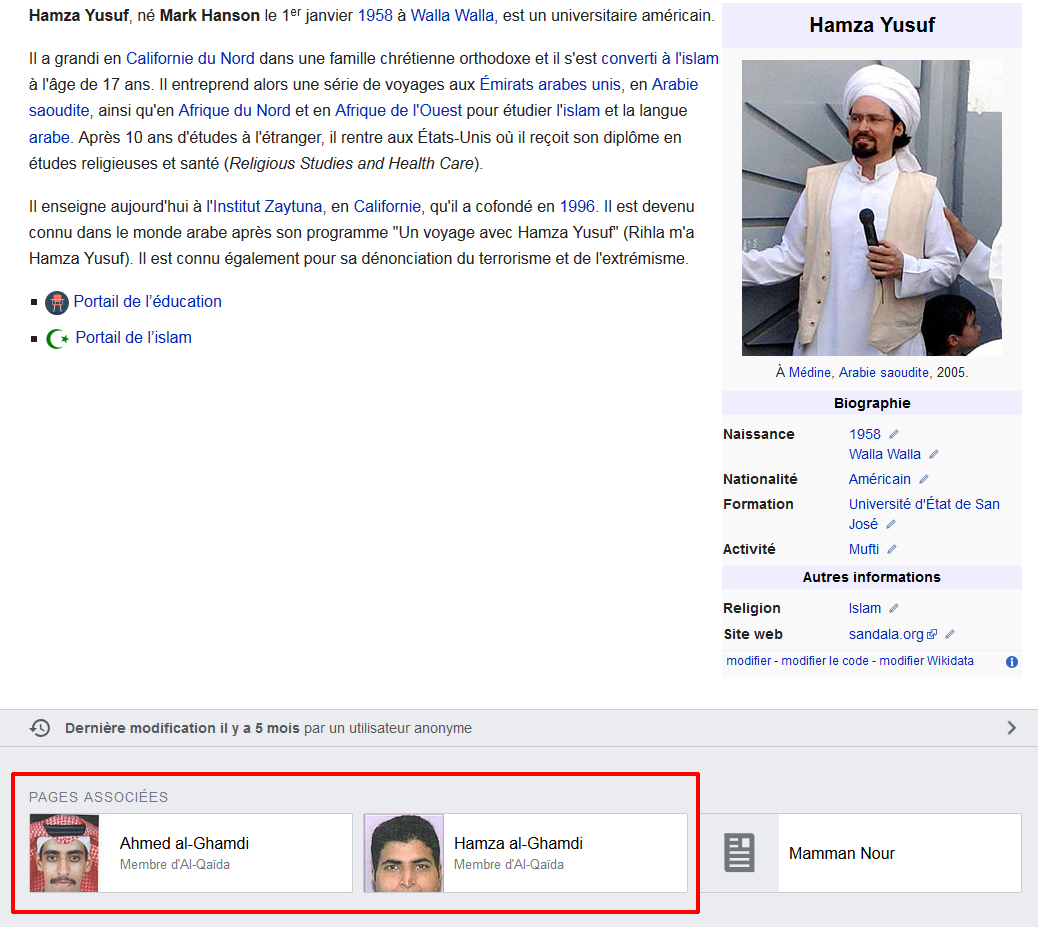 Hamza Yusuf, né Mark Hanson le 1er janvier 1958 à Walla Walla, est un universitaire américain.
Il a grandi en Californie du Nord dans une famille chrétienne orthodoxe et il s'est converti à l'islam
à l'âge de 17 ans. Il entreprend alors une série de voyages aux Émirats arabes unis, en Arabie
saoudite, ainsi qu'en Afrique du Nord et en Afrique de l'Ouest pour étudier l'islam et la langue
arabe. Après 10 ans d'études à l'étranger, il rentre aux États-Unis où il reçoit son diplôme en
études religieuses et santé (Religious Studies and Health Care).
Il enseigne aujourd'hui à l'Institut Zaytuna, en Californie, qu'il a cofondé en 1996. Il est devenu
connu dans le monde arabe après son programme "Un voyage avec Hamza Yusuf" (Rihla m'a
Hamza Yusuf). Il est connu également pour sa dénonciation du terrorisme et de l'extrémisme.
Portail de l’éducation
Portail de l’islam
Hamza Yusuf
À Médine, Arabie saoudite, 2005.
Biographie
Naissance 1958
Walla Walla
Nationalité Américain
Formation Université d'État de San
José
Activité Mufti
Autres informations
Religion Islam
Site web sandala.org
modifier - modifier le code - modifier Wikidata
Dernière modification il y a 5 mois par un utilisateur anonyme
PAGES ASSOCIÉES
Ahmed al-Ghamdi
Membre d'Al-Qaïda
Hamza al-Ghamdi
Membre d'Al-Qaïda
Mamman Nour